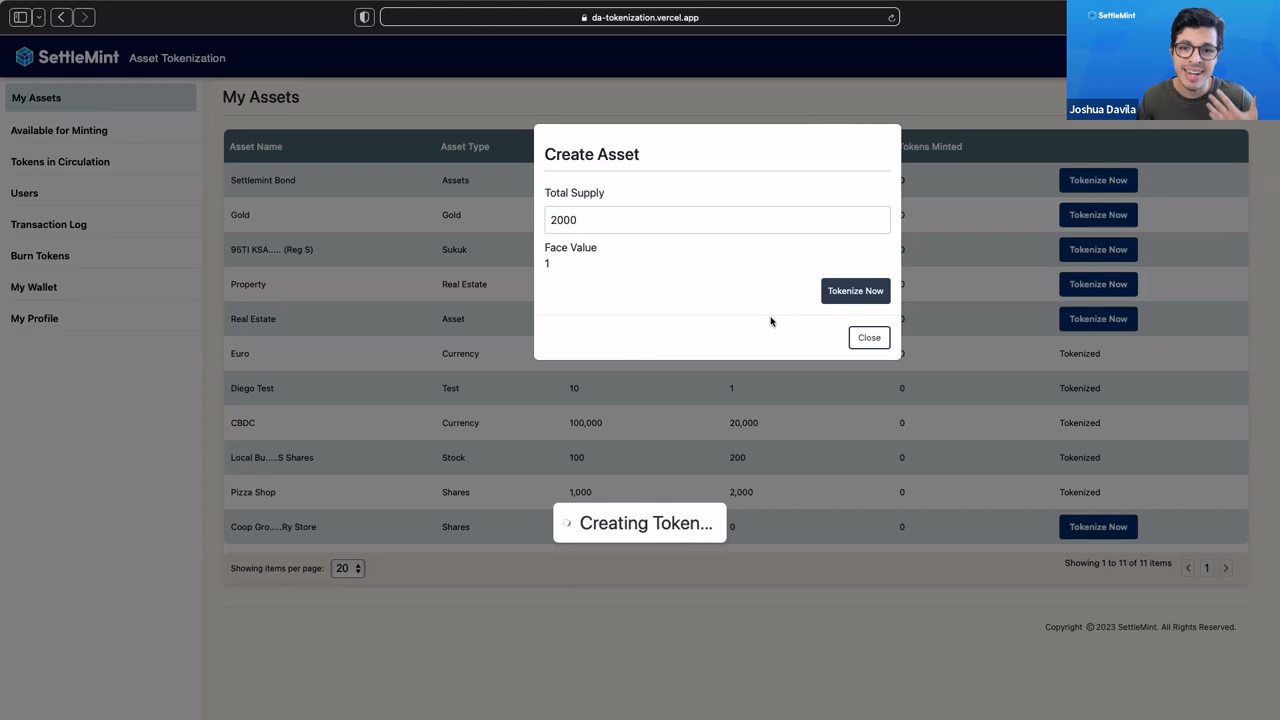 da-tokenization.vercel.app
SettleMint
SettleMint Asset Tokenization
Joshua Davila
My Assets
Available for Minting
Tokens in Circulation
Users
Transaction Log
Burn Tokens
My Wallet
My Profile
My Assets
Asset Name Asset Type Tokens Minted
Settlemint Bond Assets 0 Tokenize Now
Gold Gold 0 Tokenize Now
95TI KSA..... (Reg S) Sukuk 0 Tokenize Now
Property Real Estate 0 Tokenize Now
Real Estate Asset 0 Tokenize Now
Euro Currency 0 Tokenized
Diego Test Test 10 1 0 Tokenized
CBDC Currency 100,000 20,000 0 Tokenized
Local Bu.....S Shares Stock 100 200 0 Tokenized
Pizza Shop Shares 1,000 2,000 0 Tokenized
Coop Gro.....Ry Store Shares 0 0 Tokenize Now
Create Asset
Total Supply
2000
Face Value
1
Tokenize Now
Close
Creating Token...
Showing items per page: 20 Showing 1 to 11 of 11 items 1
Copyright © 2023 SettleMint. All Rights Reserved.